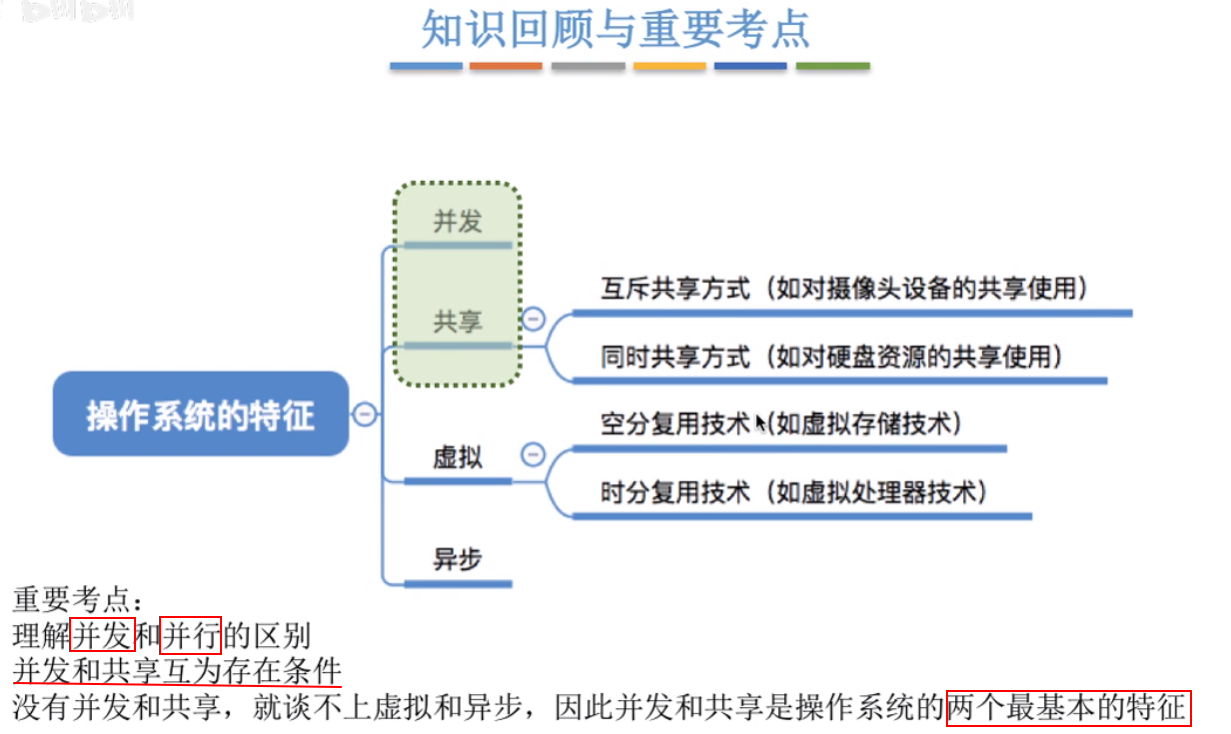 知识回顾与重要考点
并发
共享
互斥共享方式（如对摄像头设备的共享使用）
同时共享方式（如对硬盘资源的共享使用）
操作系统的特征
虚拟
空分复用技术（如虚拟存储技术）
时分复用技术（如虚拟处理器技术）
异步
重要考点：
理解并发和并行的区别
并发和共享互为存在条件
没有并发和共享，就谈不上虚拟和异步，因此并发和共享是操作系统的两个最基本的特征